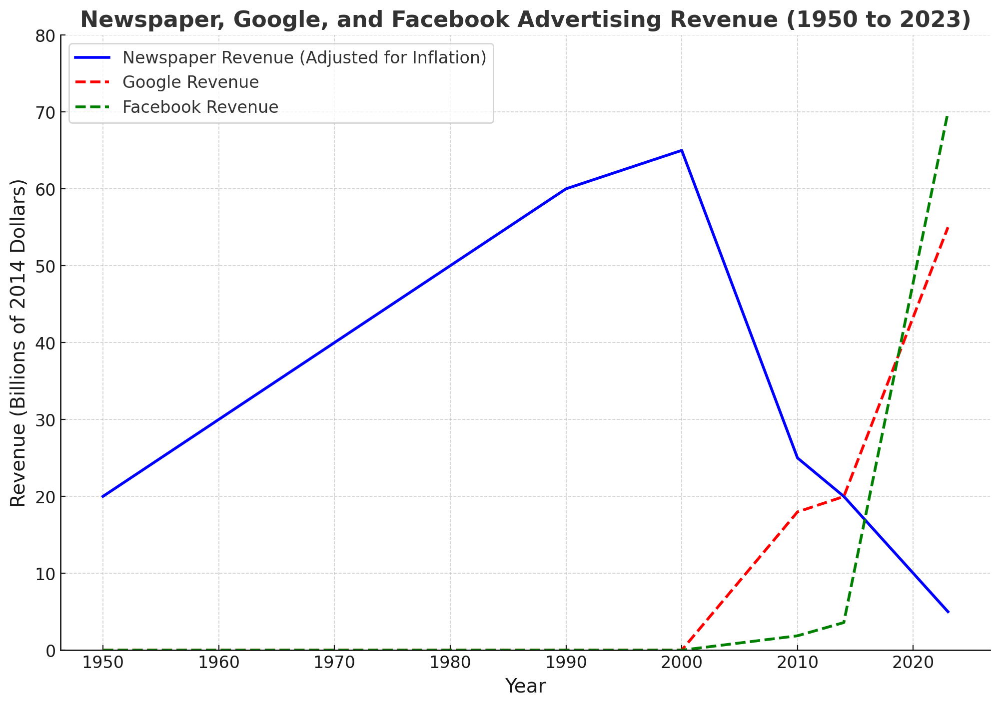 Newspaper, Google, and Facebook Advertising Revenue (1950 to 2023)
Newspaper Revenue (Adjusted for Inflation)
Google Revenue
Facebook Revenue
Revenue (Billions of 2014 Dollars)
80
70
60
50
40
30
20
10
0
1950 1960 1970 1980 1990 2000 2010 2020
Year